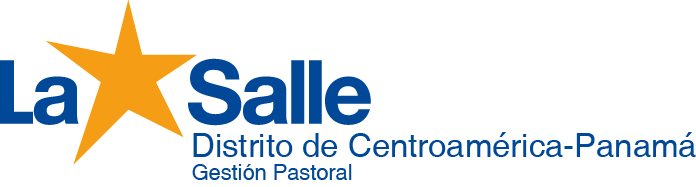 La Salle
Distrito de Centroamérica-Panamá
Gestión Pastoral